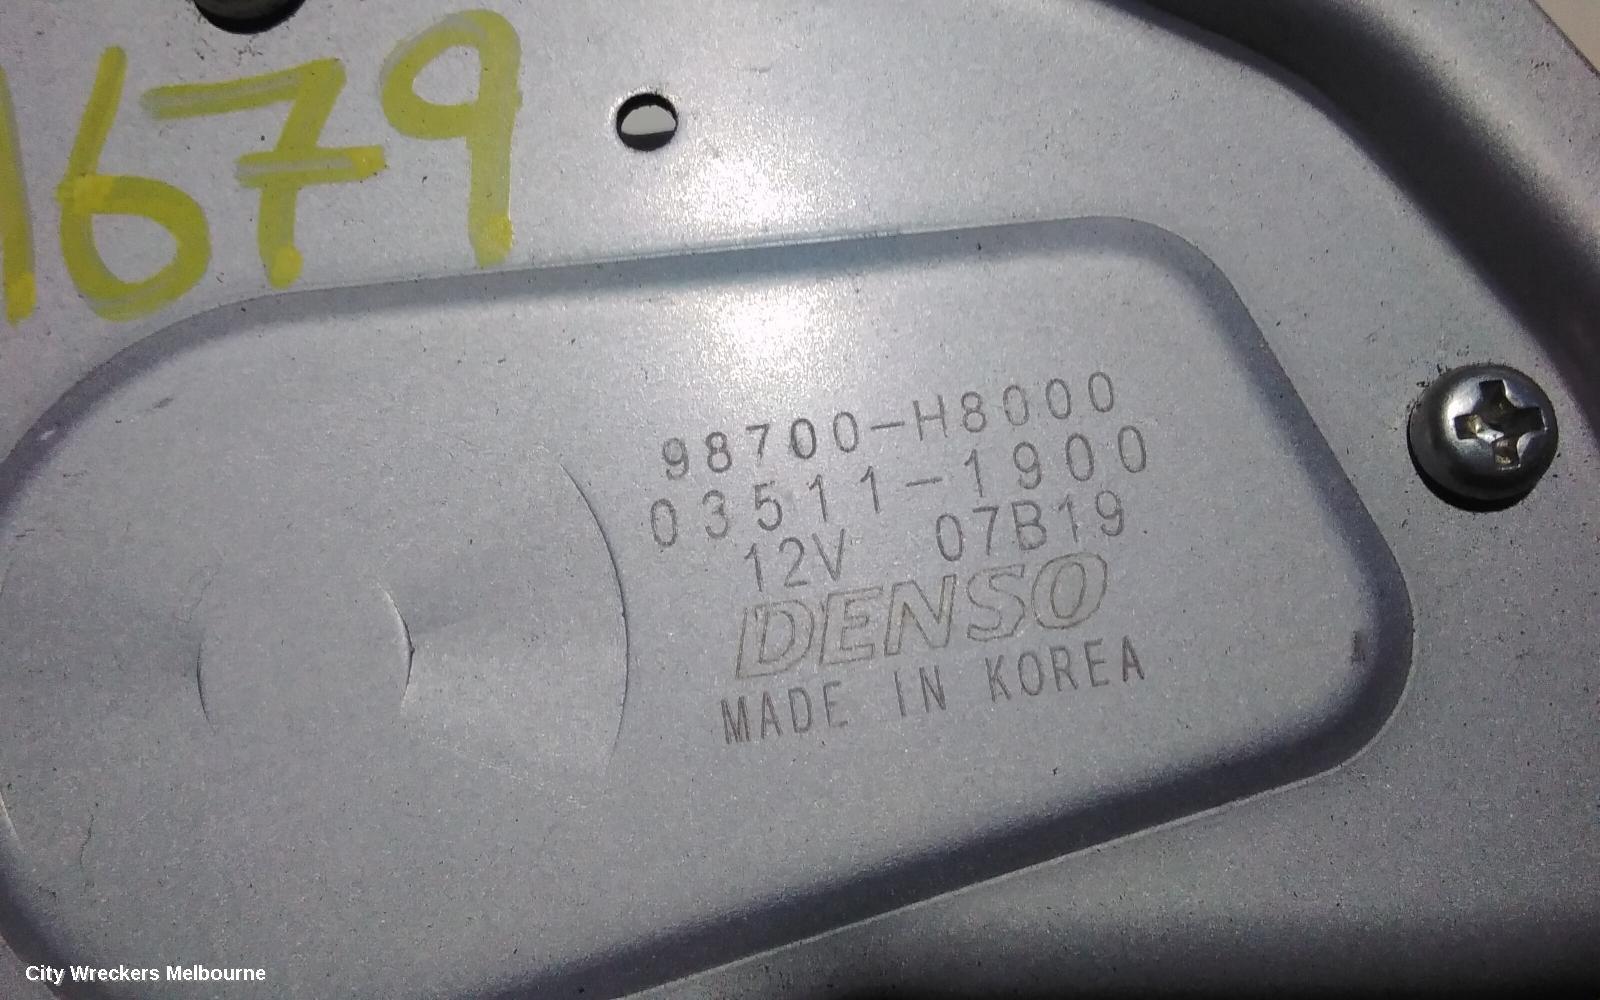 1679
98700-H8000
03511-1900
12V 07B19
DENSO
MADE IN KOREA
City Wreckers Melbourne